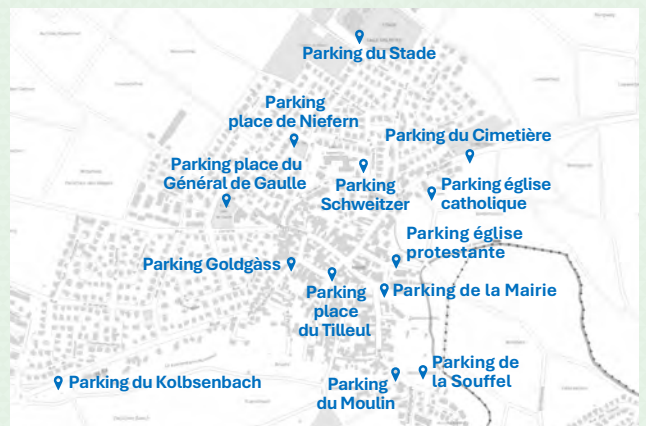 Parking du Stade
Parking
place de Niefern
Parking du Cimetière
Parking place du
Général de Gaulle
Parking
Schweitzer
Parking église
catholique
Parking église
protestante
Parking Goldgàss
Parking
place
du Tilleul
Parking de la Mairie
Parking du Kolbsenbach
Parking
du Moulin
Parking de
la Souffel